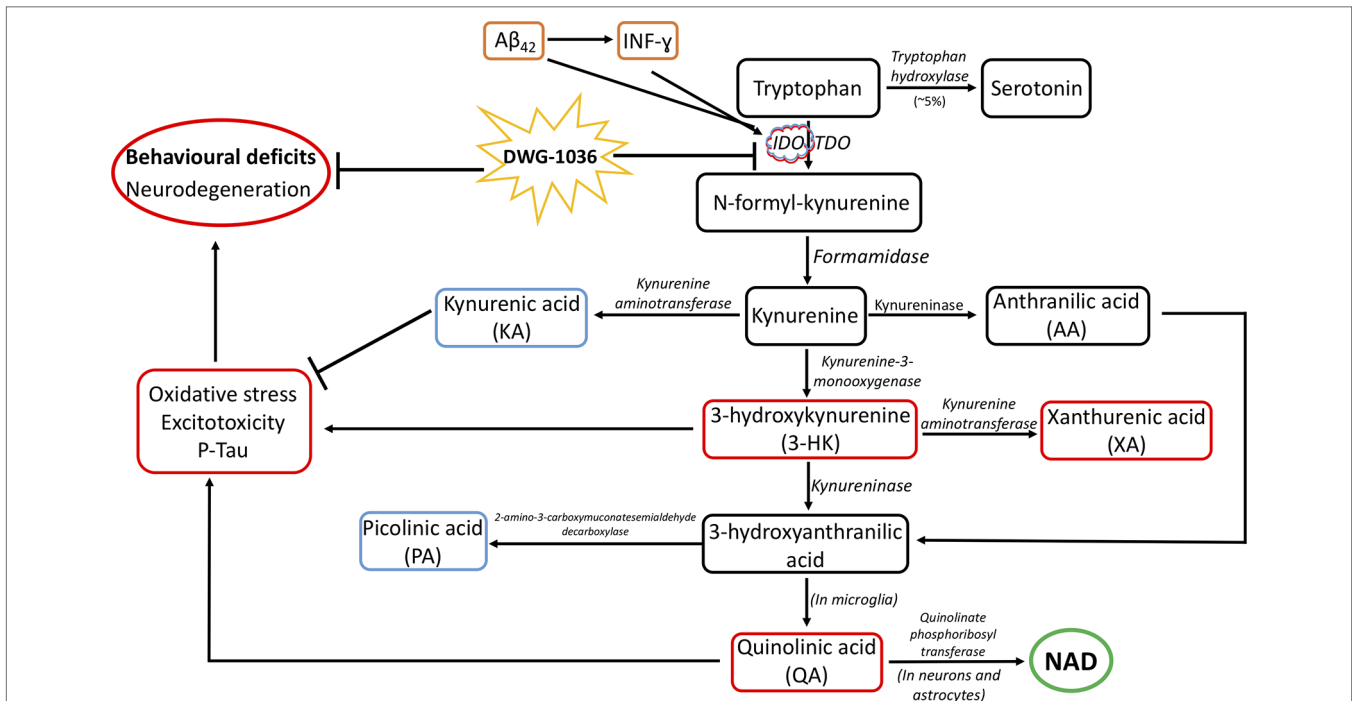 Aβ42
INF-ɣ
Tryptophan
Tryptophan
hydroxylase
(~5%)
Serotonin
IDO
TDO
DWG-1036
Behavioural deficits
Neurodegeneration
N-formyl-kynurenine
Formamidase
Kynurenic acid
(KA)
Kynurenine
aminotransferase
Kynurenine
Kynureninase
Anthranilic acid
(AA)
Kynurenine-3-
monooxygenase
Oxidative stress
Excitotoxicity
P-Tau
3-hydroxykynurenine
(3-HK)
Kynurenine
aminotransferase
Xanthurenic acid
(XA)
Kynureninase
Picolinic acid
(PA)
2-amino-3-carboxymuconatesemialdehyde
decarboxylase
3-hydroxyanthranilic
acid
(In microglia)
Quinolinic acid
(QA)
Quinolinate
phosphoribosyl
transferase
(In neurons and
astrocytes)
NAD